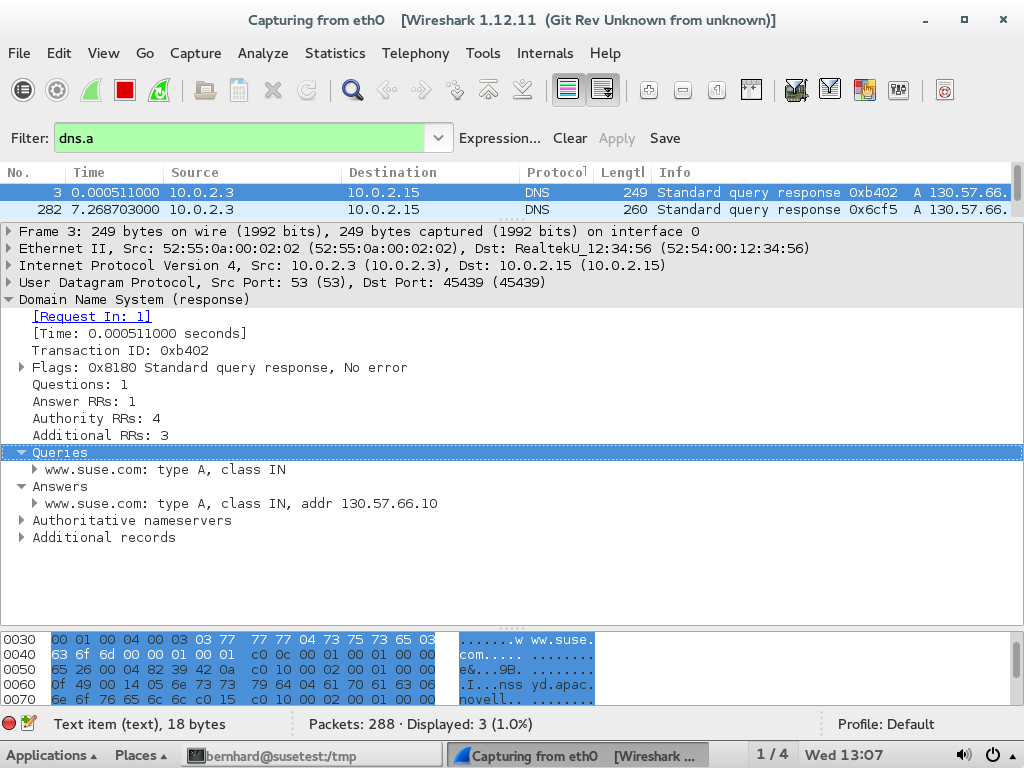 Capturing from eth0 [Wireshark 1.12.11 (Git Rev Unknown from unknown)]
File Edit View Go Capture Analyze Statistics Telephony Tools Internals Help
Filter: dns.a Expression... Clear Apply Save
No. Time Source Destination Protocol Lengtl Info
3 0.000511000 10.0.2.3 10.0.2.15 DNS 249 Standard query response 0xb402 A 130.57.66.
282 7.268703000 10.0.2.3 10.0.2.15 DNS 260 Standard query response 0x6cf5 A 130.57.66.
Frame 3: 249 bytes on wire (1992 bits), 249 bytes captured (1992 bits) on interface 0
Ethernet II, Src: 52:55:0a:00:02:02 (52:55:0a:00:02:02), Dst: RealtekU_12:34:56 (52:54:00:12:34:56)
Internet Protocol Version 4, Src: 10.0.2.3 (10.0.2.3), Dst: 10.0.2.15 (10.0.2.15)
User Datagram Protocol, Src Port: 53 (53), Dst Port: 45439 (45439)
Domain Name System (response)
[Request In: 1]
[Time: 0.000511000 seconds]
Transaction ID: 0xb402
Flags: 0x8180 Standard query response, No error
Questions: 1
Answer RRs: 1
Authority RRs: 4
Additional RRs: 3
Queries
www.suse.com: type A, class IN
Answers
www.suse.com: type A, class IN, addr 130.57.66.10
Authoritative nameservers
Additional records
0030 00 01 00 04 00 03 03 77 77 77 04 73 75 73 65 03 .......w ww.suse.
0040 63 6f 6d 00 00 01 00 01 c0 0c 00 01 00 01 00 00 com..... ........
0050 65 26 00 04 82 39 42 0a c0 10 00 02 00 01 00 00 e&...9B. ........
0060 0f 49 00 14 05 6e 73 73 79 64 04 61 70 61 63 06 .I...nss yd.apac.
0070 6e 6f 76 65 6c 6c c0 15 c0 10 00 02 00 01 00 00 novell.. ........
Text item (text), 18 bytes Packets: 288 · Displayed: 3 (1.0%) Profile: Default
Applications Places bernhard@susetest:/tmp Capturing from eth0 [Wireshark ... 1 / 4 Wed 13:07